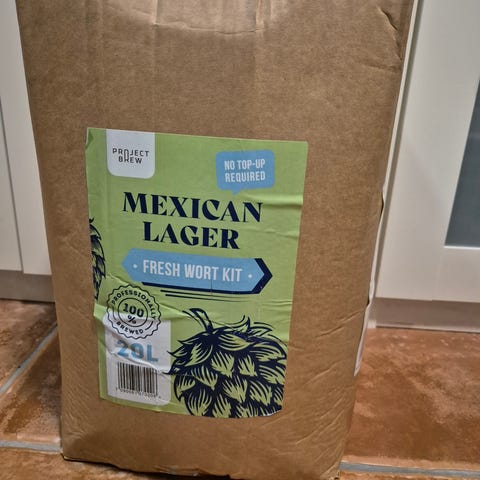 PROJECT
BREW
NO TOP-UP
REQUIRED
MEXICAN
LAGER
FRESH WORT KIT
PROFESSIONALLY
100%
BREWED
20L